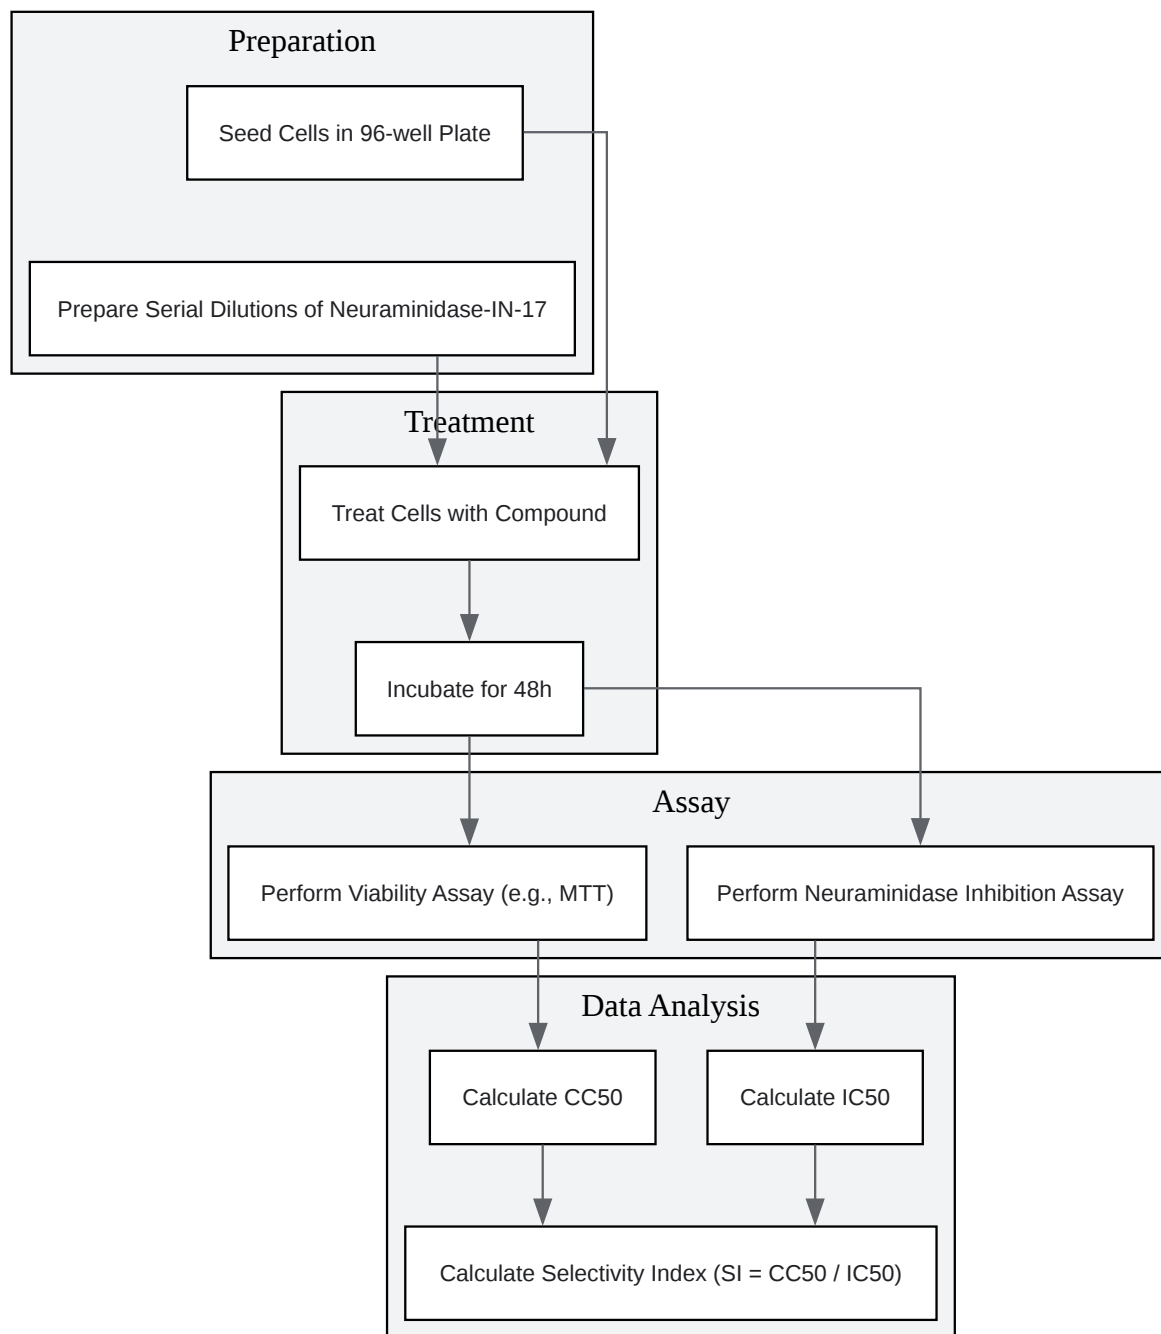 Preparation
Seed Cells in 96-well Plate
Prepare Serial Dilutions of Neuraminidase-IN-17
Treatment
Treat Cells with Compound
Incubate for 48h
Assay
Perform Viability Assay (e.g., MTT)
Perform Neuraminidase Inhibition Assay
Data Analysis
Calculate CC50
Calculate IC50
Calculate Selectivity Index (SI = CC50 / IC50)